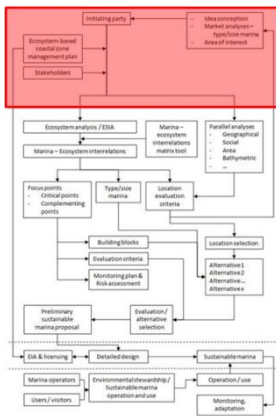 Initiating party
- Idea conception
- Market analyses –
type/size marina
- Area of interest
Ecosystem-based
coastal zone
management plan
Stakeholders
Ecosystem analysis / ESIA
Marina –
ecosystem
interrelations
matrix tool
Parallel analyses
- Geographical
- Social
- Area
- Bathymetric
- ...
Marina – Ecosystem interrelations
Focus points
- Critical points
- Complementing
points
Type/size
marina
Location
evaluation
criteria
Building blocks
Evaluation criteria
Monitoring plan &
Risk assessment
Location selection
Alternative 1
Alternative 2
Alternative...
Alternative x
Preliminary
sustainable
marina proposal
Evaluation/
alternative
selection
EIA & licensing
Detailed design
Sustainable marina
Marina operators
Users/visitors
Environmental stewardship /
Sustainable marina
operation and use
Operation/use
Monitoring,
adaptation